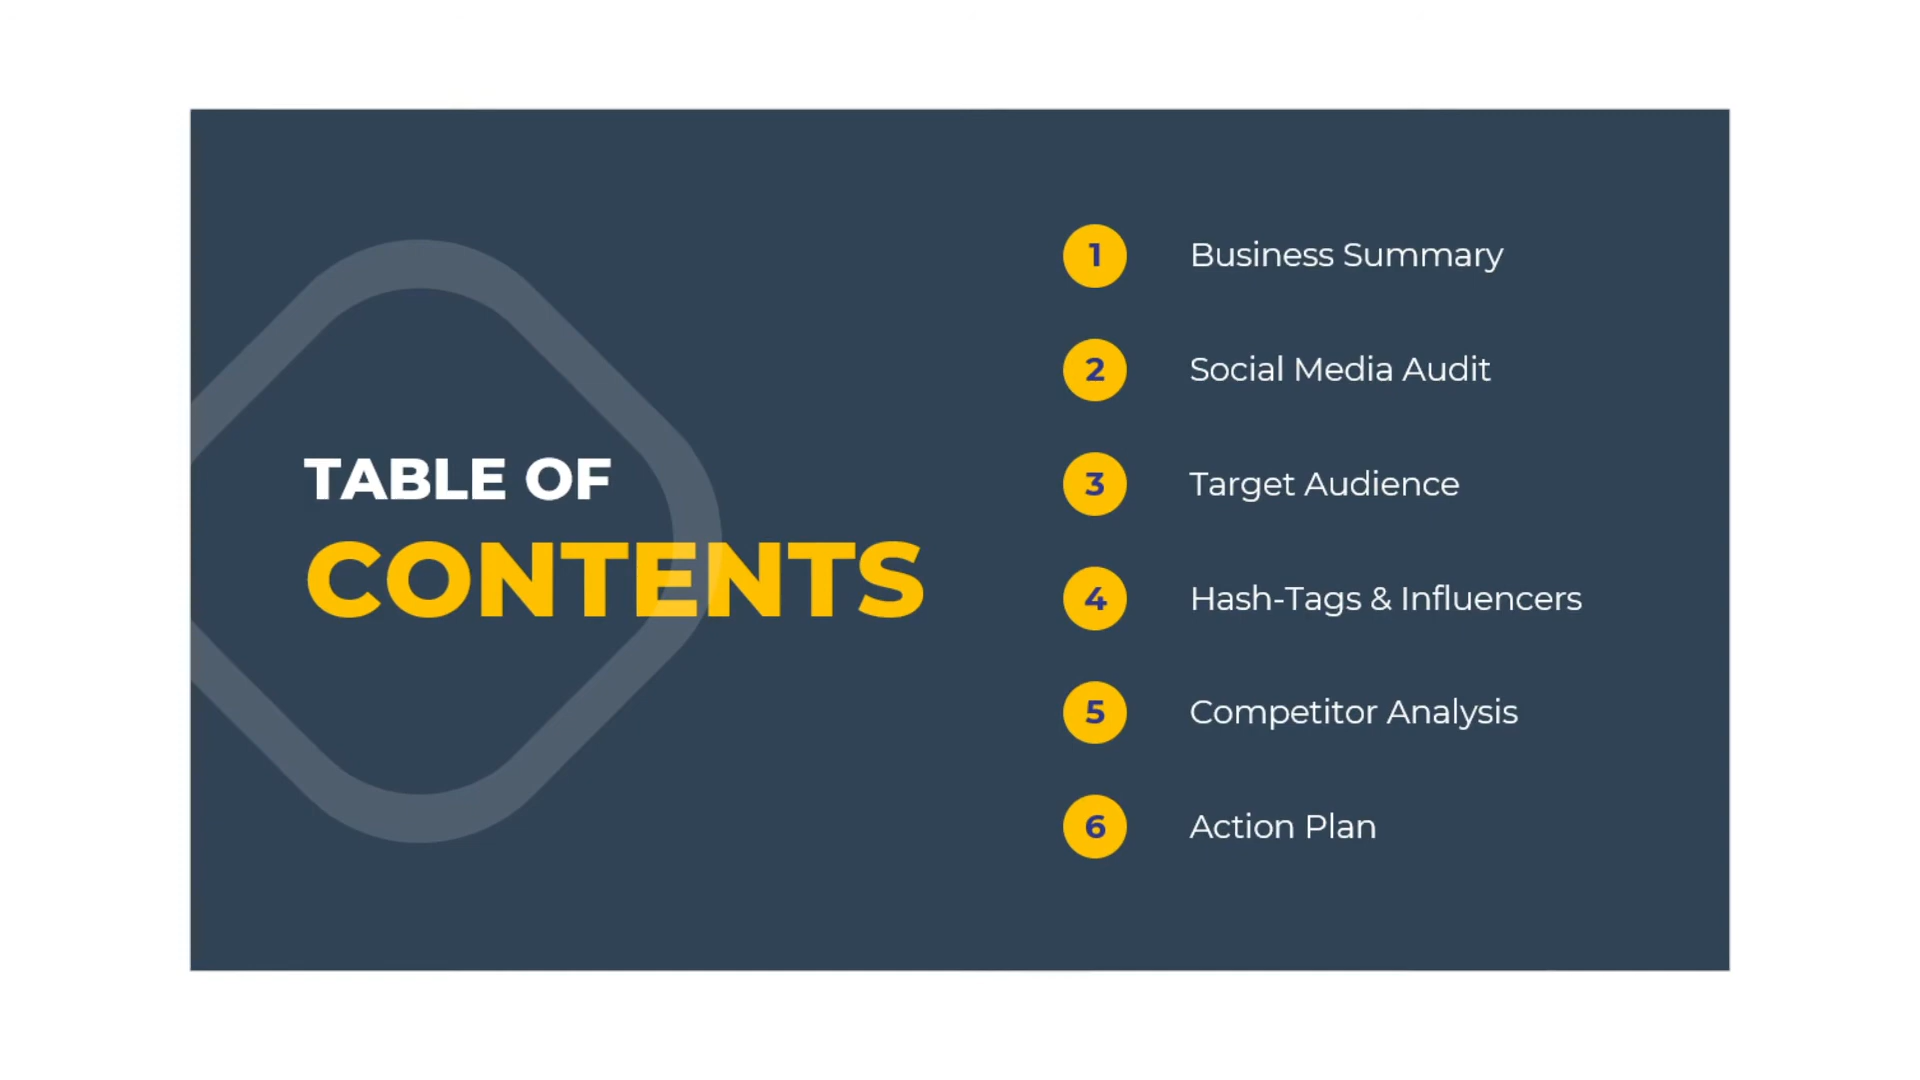 TABLE OF
CONTENTS
1 Business Summary
2 Social Media Audit
3 Target Audience
4 Hash-Tags & Influencers
5 Competitor Analysis
6 Action Plan